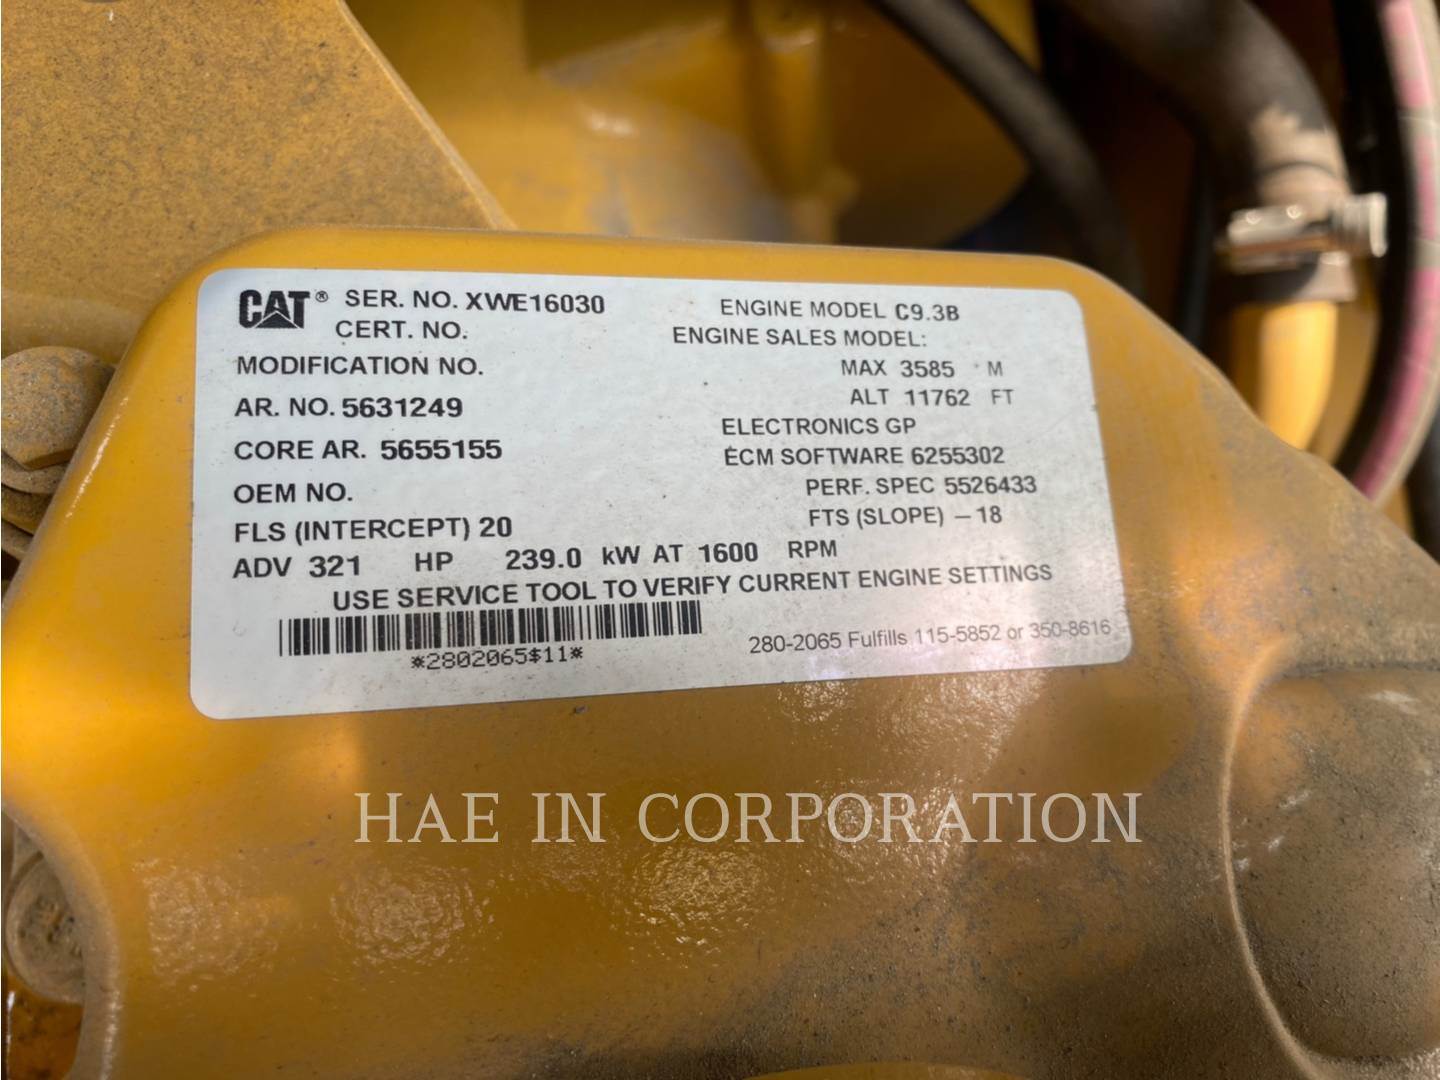 CAT® SER. NO. XWE16030 ENGINE MODEL C9.3B
CERT. NO. ENGINE SALES MODEL:
MODIFICATION NO. MAX 3585 M
AR. NO. 5631249 ALT 11762 FT
CORE AR. 5655155 ELECTRONICS GP
ECM SOFTWARE 6255302
OEM NO. PERF. SPEC 5526433
FLS (INTERCEPT) 20 FTS (SLOPE) -18
ADV 321 HP 239.0 kW AT 1600 RPM
USE SERVICE TOOL TO VERIFY CURRENT ENGINE SETTINGS
*2802065$11* 280-2065 Fulfills 115-5852 or 350-8616
HAE IN CORPORATION